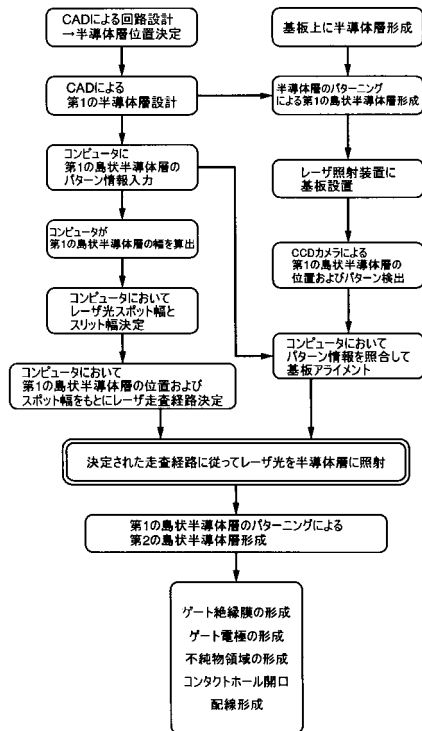 CADによる回路設計
→半導体層位置決定
CADによる
第1の半導体層設計
コンピュータに
第1の島状半導体層の
パターン情報入力
コンピュータが
第1の島状半導体層の幅を算出
コンピュータにおいて
レーザ光スポット幅と
スリット幅決定
コンピュータにおいて
第1の島状半導体層の位置および
スポット幅をもとにレーザ走査経路決定
基板上に半導体層形成
半導体層のパターニング
による第1の島状半導体層形成
レーザ照射装置に
基板設置
CCDカメラによる
第1の島状半導体層の
位置およびパターン検出
コンピュータにおいて
パターン情報を照合して
基板アライメント
決定された走査経路に従ってレーザ光を半導体層に照射
第1の島状半導体層のパターニングによる
第2の島状半導体層形成
ゲート絶縁膜の形成
ゲート電極の形成
不純物領域の形成
コンタクトホール開口
配線形成